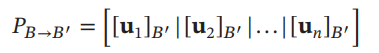 P_{B→B′} = [[𝐮₁]_{B′} | [𝐮₂]_{B′} | … | [𝐮ₙ]_{B′}]